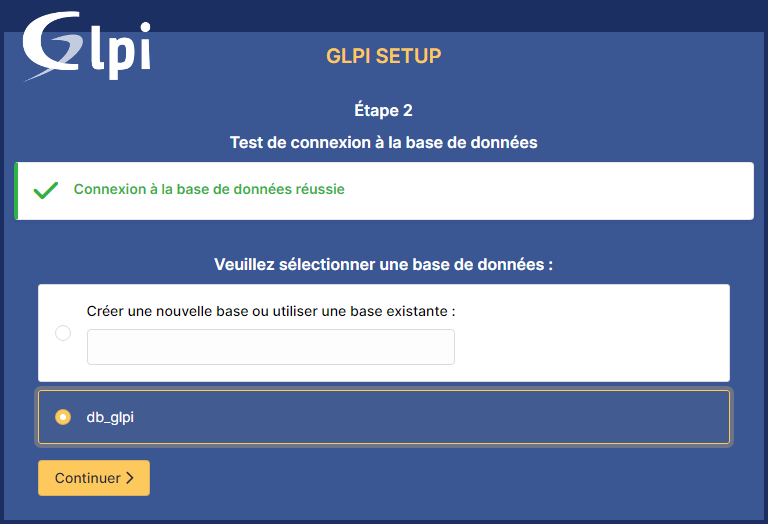 Glpi
GLPI SETUP
Étape 2
Test de connexion à la base de données
Connexion à la base de données réussie
Veuillez sélectionner une base de données :
Créer une nouvelle base ou utiliser une base existante :
db_glpi
Continuer